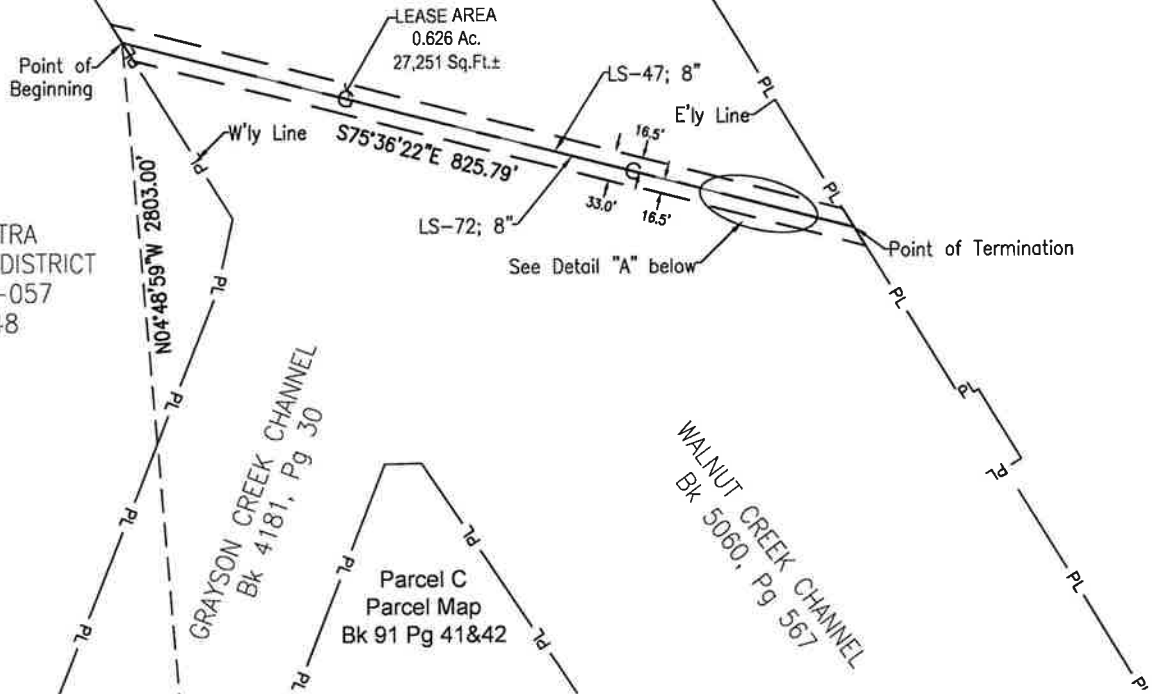 LEASE AREA
0.626 Ac.
27,251 Sq.Ft.±
Point of
Beginning
PL
W'ly Line
S75°36'22"E 825.79'
LS-47; 8"
E'ly Line
PL
16.5'
PL
LS-72; 8"
33.0'
16.5'
PL
See Detail "A" below
Point of Termination
TRA
DISTRICT
-057
N04°48'59"W 2803.00'
PL
PL
PL
PL
PL
PL
GRAYSON CREEK CHANNEL
Bk 4181, Pg 30
WALNUT CREEK CHANNEL
Bk 5060, Pg 567
PL
PL
PL
Parcel C
Parcel Map
Bk 91 Pg 41&42
PL
PL
PL
PL